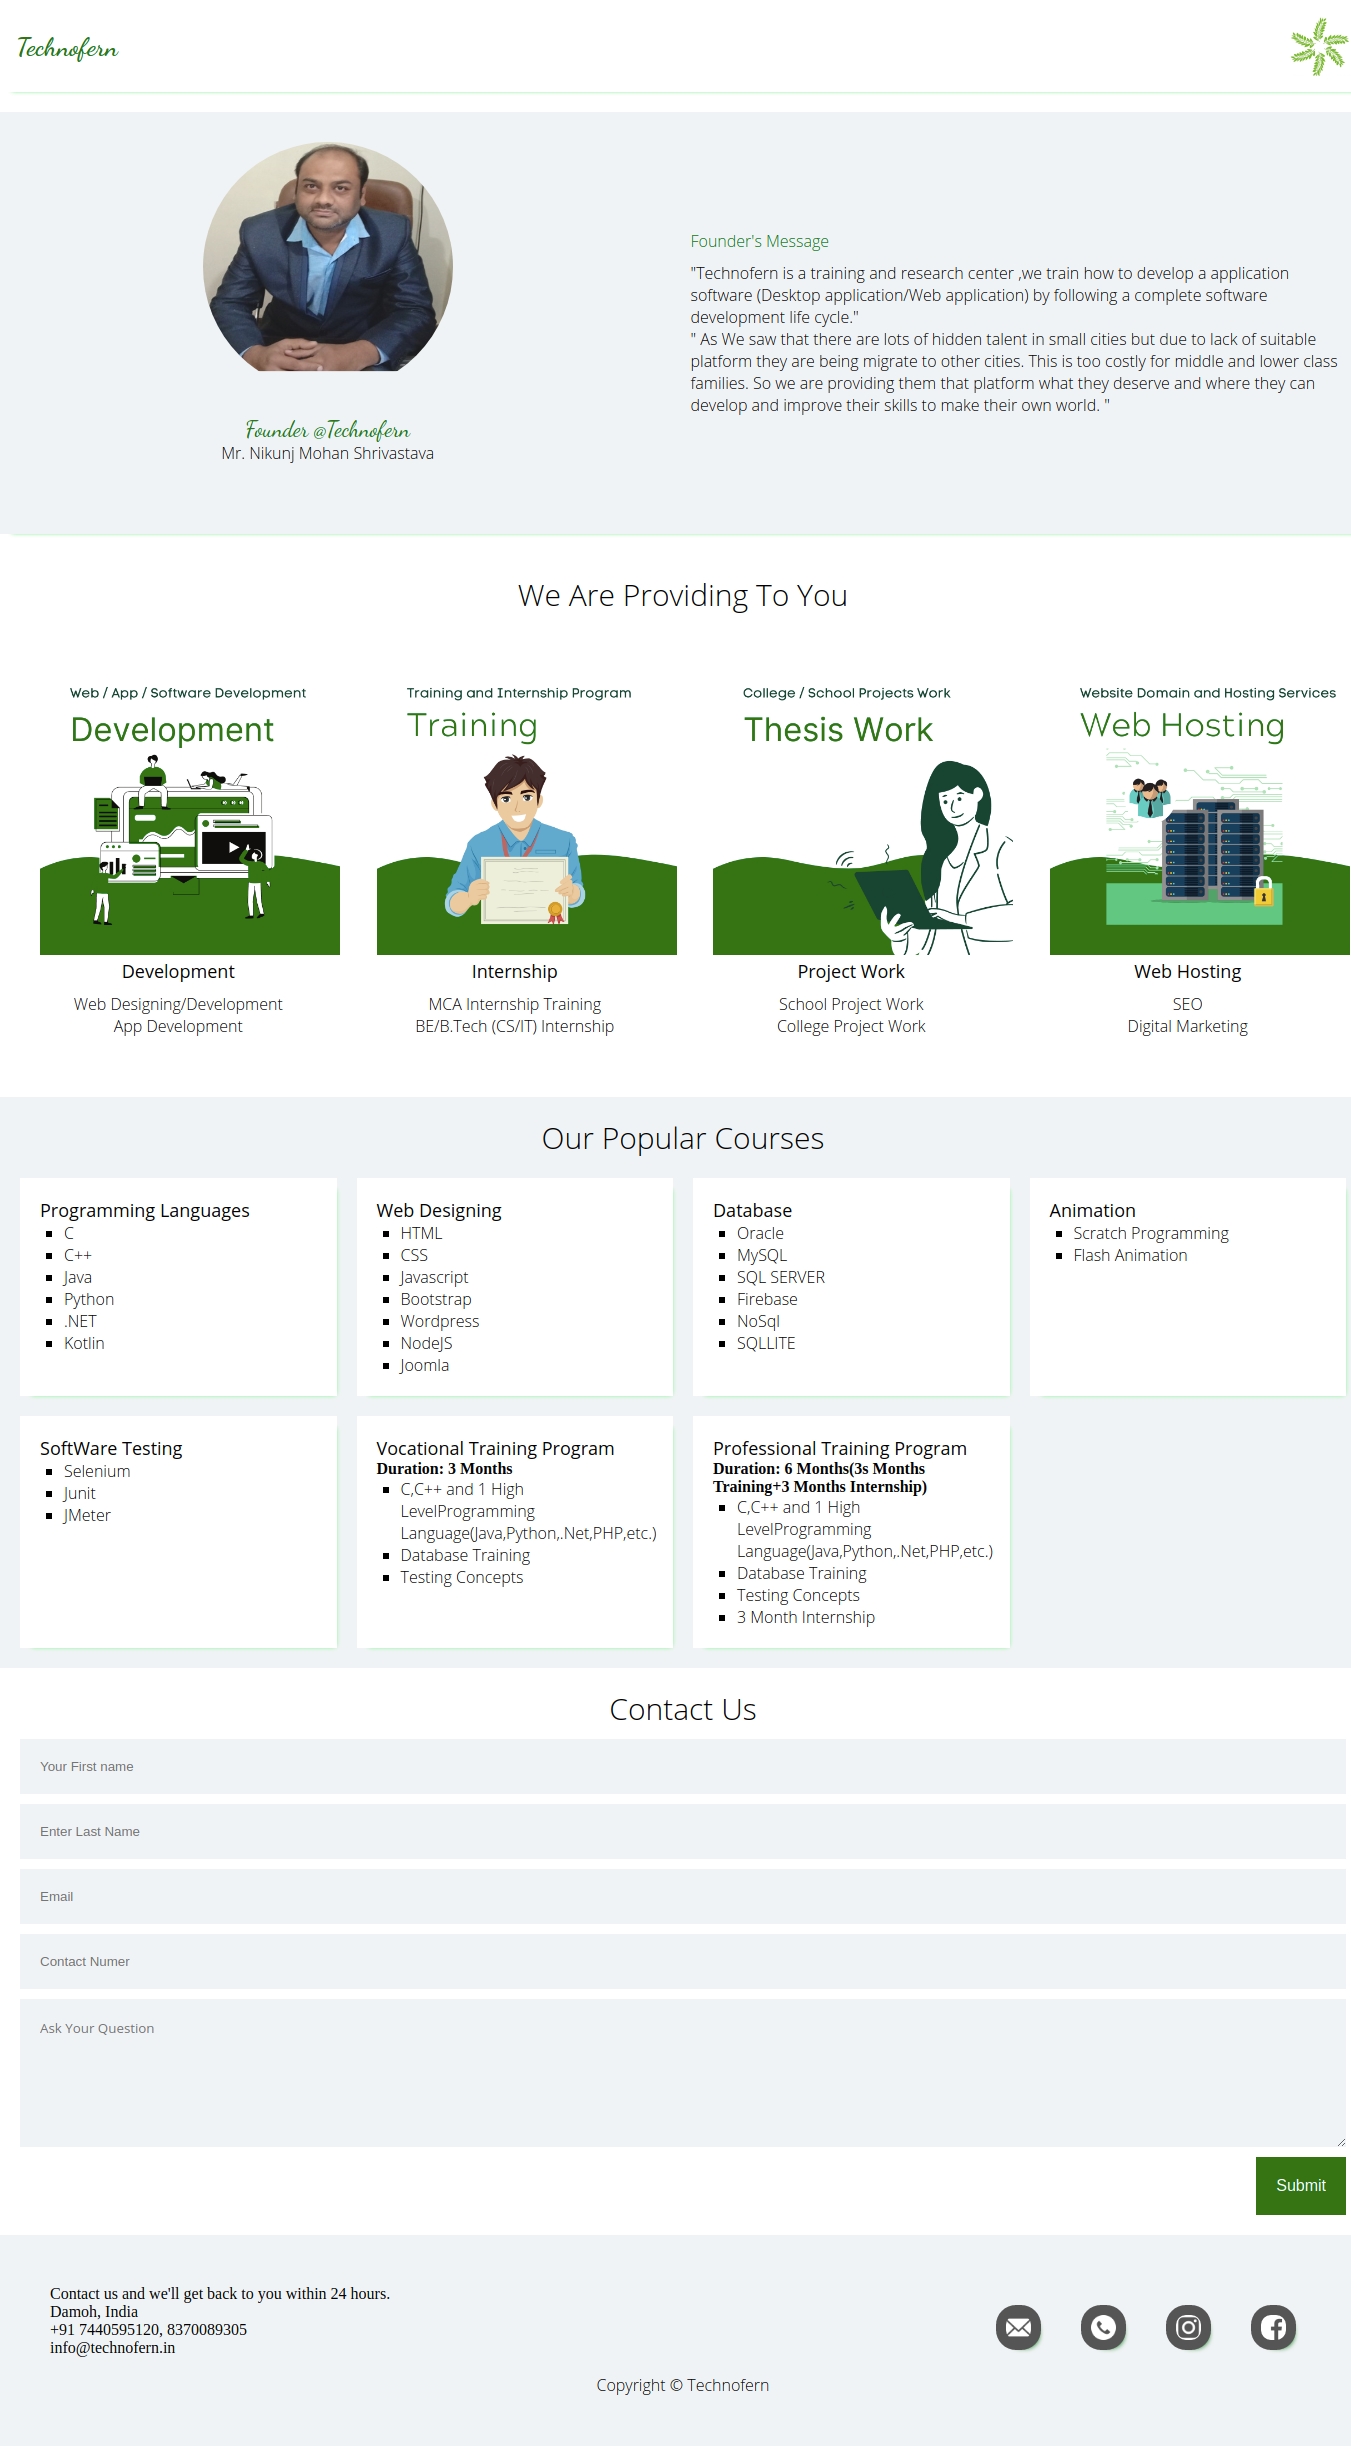 Technofern
Founder's Message
"Technofern is a training and research center ,we train how to develop a application
software (Desktop application/Web application) by following a complete software
development life cycle."
" As We saw that there are lots of hidden talent in small cities but due to lack of suitable
platform they are being migrate to other cities. This is too costly for middle and lower class
families. So we are providing them that platform what they deserve and where they can
develop and improve their skills to make their own world. "
Founder @Technofern
Mr. Nikunj Mohan Shrivastava
We Are Providing To You
Web / App / Software Development
Development
Development
Web Designing/Development
App Development
Training and Internship Program
Training
Internship
MCA Internship Training
BE/B.Tech (CS/IT) Internship
College / School Projects Work
Thesis Work
Project Work
School Project Work
College Project Work
Website Domain and Hosting Services
Web Hosting
Web Hosting
SEO
Digital Marketing
Our Popular Courses
Programming Languages
C
C++
Java
Python
.NET
Kotlin
Web Designing
HTML
CSS
Javascript
Bootstrap
Wordpress
NodeJS
Joomla
Database
Oracle
MySQL
SQL SERVER
Firebase
NoSql
SQLLITE
Animation
Scratch Programming
Flash Animation
SoftWare Testing
Selenium
Junit
JMeter
Vocational Training Program
Duration: 3 Months
C,C++ and 1 High
LevelProgramming
Language(Java,Python,.Net,PHP,etc.)
Database Training
Testing Concepts
Professional Training Program
Duration: 6 Months(3s Months
Training+3 Months Internship)
C,C++ and 1 High
LevelProgramming
Language(Java,Python,.Net,PHP,etc.)
Database Training
Testing Concepts
3 Month Internship
Contact Us
Your First name
Enter Last Name
Email
Contact Numer
Ask Your Question
Submit
Contact us and we'll get back to you within 24 hours.
Damoh, India
+91 7440595120, 8370089305
info@technofern.in
Copyright © Technofern